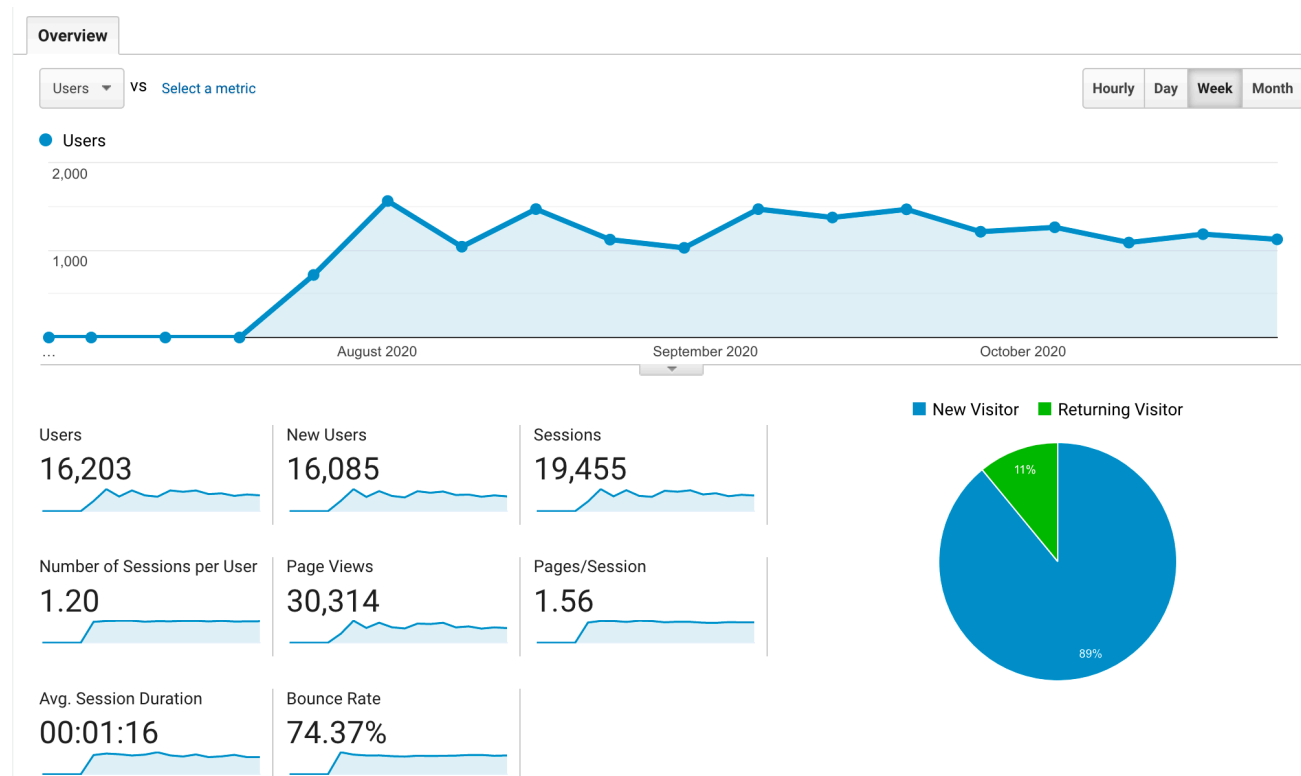 Overview
Users vs Select a metric
Hourly Day Week Month
Users
2,000
1,000
... August 2020 September 2020 October 2020
New Visitor Returning Visitor
Users New Users Sessions
16,203 16,085 19,455
11%
Number of Sessions per User Page Views Pages/Session
1.20 30,314 1.56
89%
Avg. Session Duration Bounce Rate
00:01:16 74.37%